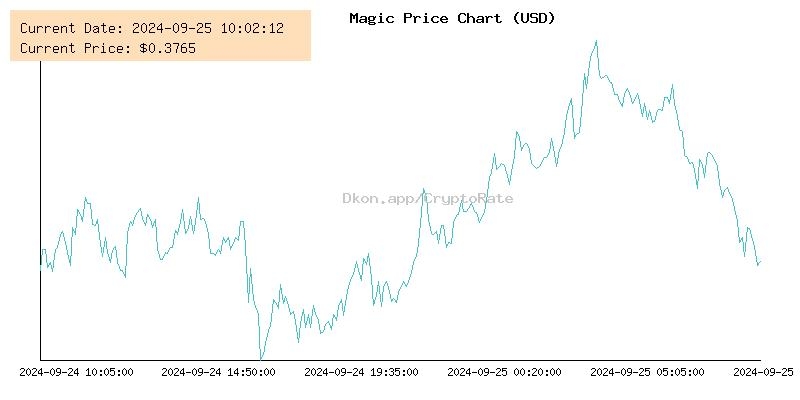 Magic Price Chart (USD)
Current Date: 2024-09-25 10:02:12
Current Price: $0.3765
Dkon.app/CryptoRate
2024-09-24 10:05:00 2024-09-24 14:50:00 2024-09-24 19:35:00 2024-09-25 00:20:00 2024-09-25 05:05:00 2024-09-25